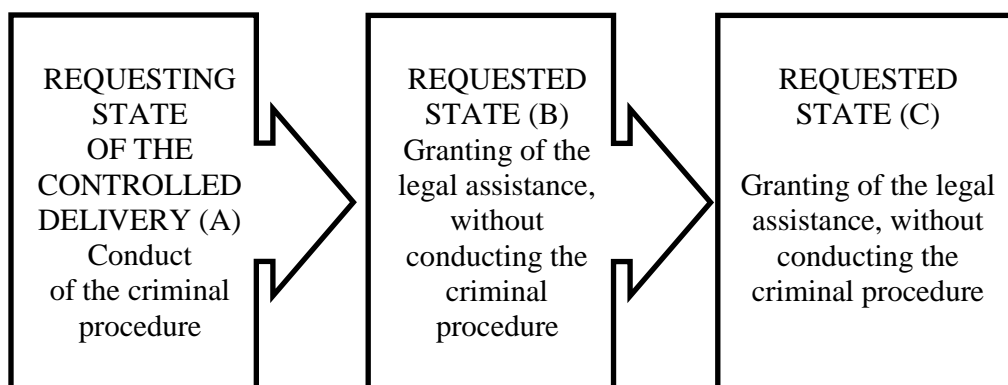 REQUESTING
STATE
OF THE
CONTROLLED
DELIVERY (A)
Conduct
of the criminal
procedure
REQUESTED
STATE (B)
Granting of the
legal assistance,
without
conducting the
criminal
procedure
REQUESTED
STATE (C)
Granting of the legal
assistance, without
conducting the
criminal procedure